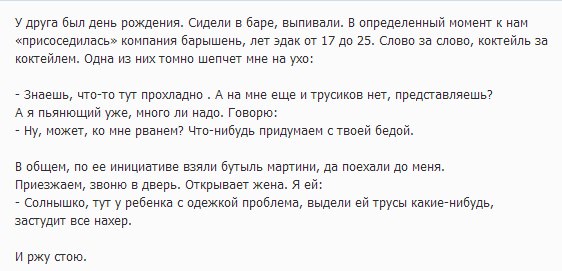 У друга был день рождения. Сидели в баре, выпивали. В определенный момент к нам
«присоседилась» компания барышень, лет эдак от 17 до 25. Слово за слово, коктейль за
коктейлем. Одна из них томно шепчет мне на ухо:
- Знаешь, что-то тут прохладно . А на мне еще и трусиков нет, представляешь?
А я пьянющий уже, много ли надо. Говорю:
- Ну, может, ко мне рванем? Что-нибудь придумаем с твоей бедой.
В общем, по ее инициативе взяли бутыль мартини, да поехали до меня.
Приезжаем, звоню в дверь. Открывает жена. Я ей:
- Солнышко, тут у ребенка с одежкой проблема, выдели ей трусы какие-нибудь,
застудит все нахер.
И ржу стою.